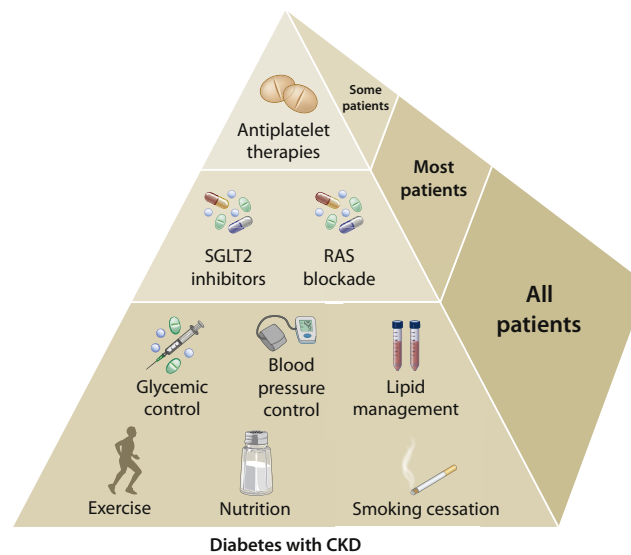 Some
patients
Antiplatelet
therapies
Most
patients
SGLT2
inhibitors
RAS
blockade
All
patients
Glycemic
control
Blood
pressure
control
Lipid
management
Exercise
Nutrition
Smoking cessation
Diabetes with CKD